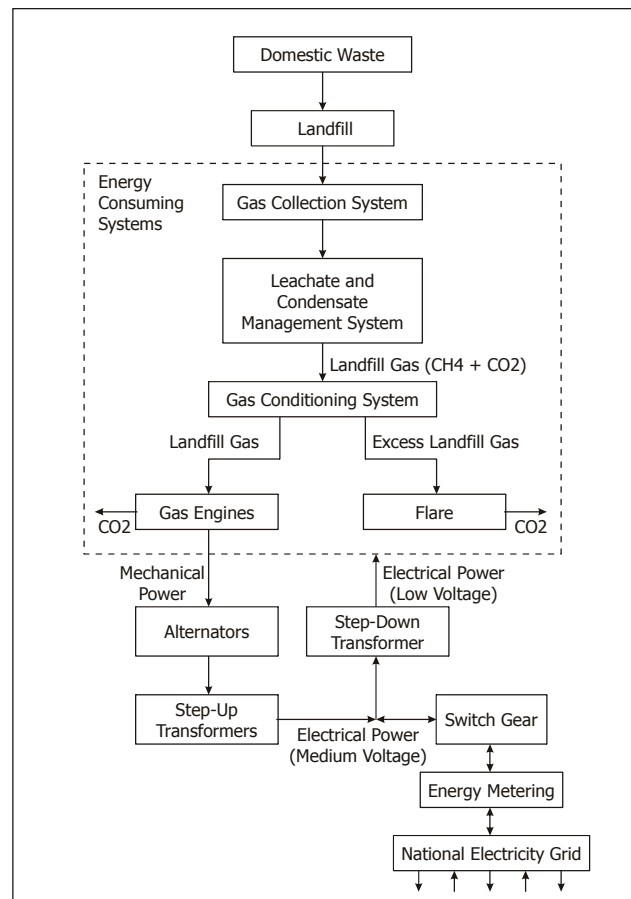 Domestic Waste
Landfill
Energy
Consuming
Systems
Gas Collection System
Leachate and
Condensate
Management System
Landfill Gas (CH4 + CO2)
Gas Conditioning System
Landfill Gas
Excess Landfill Gas
CO2
Gas Engines
Flare
CO2
Mechanical
Power
Electrical Power
(Low Voltage)
Alternators
Step-Down
Transformer
Step-Up
Transformers
Electrical Power
(Medium Voltage)
Switch Gear
Energy Metering
National Electricity Grid